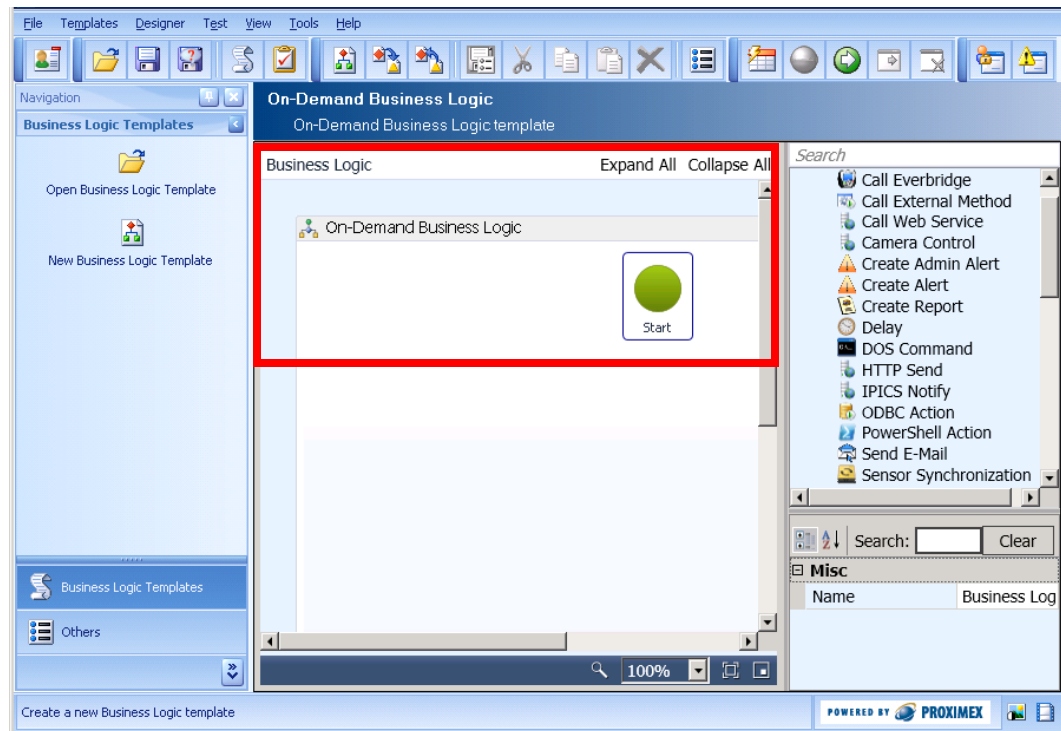 File Templates Designer Test View Tools Help
Navigation
Business Logic Templates
Open Business Logic Template
New Business Logic Template
Business Logic Templates
Others
On-Demand Business Logic
On-Demand Business Logic template
Business Logic Expand All Collapse All
On-Demand Business Logic
Start
100%
Search
Call Everbridge
Call External Method
Call Web Service
Camera Control
Create Admin Alert
Create Alert
Create Report
Delay
DOS Command
HTTP Send
IPICS Notify
ODBC Action
PowerShell Action
Send E-Mail
Sensor Synchronization
Search: Clear
Misc
Name Business Log
Create a new Business Logic template
POWERED BY PROXIMEX